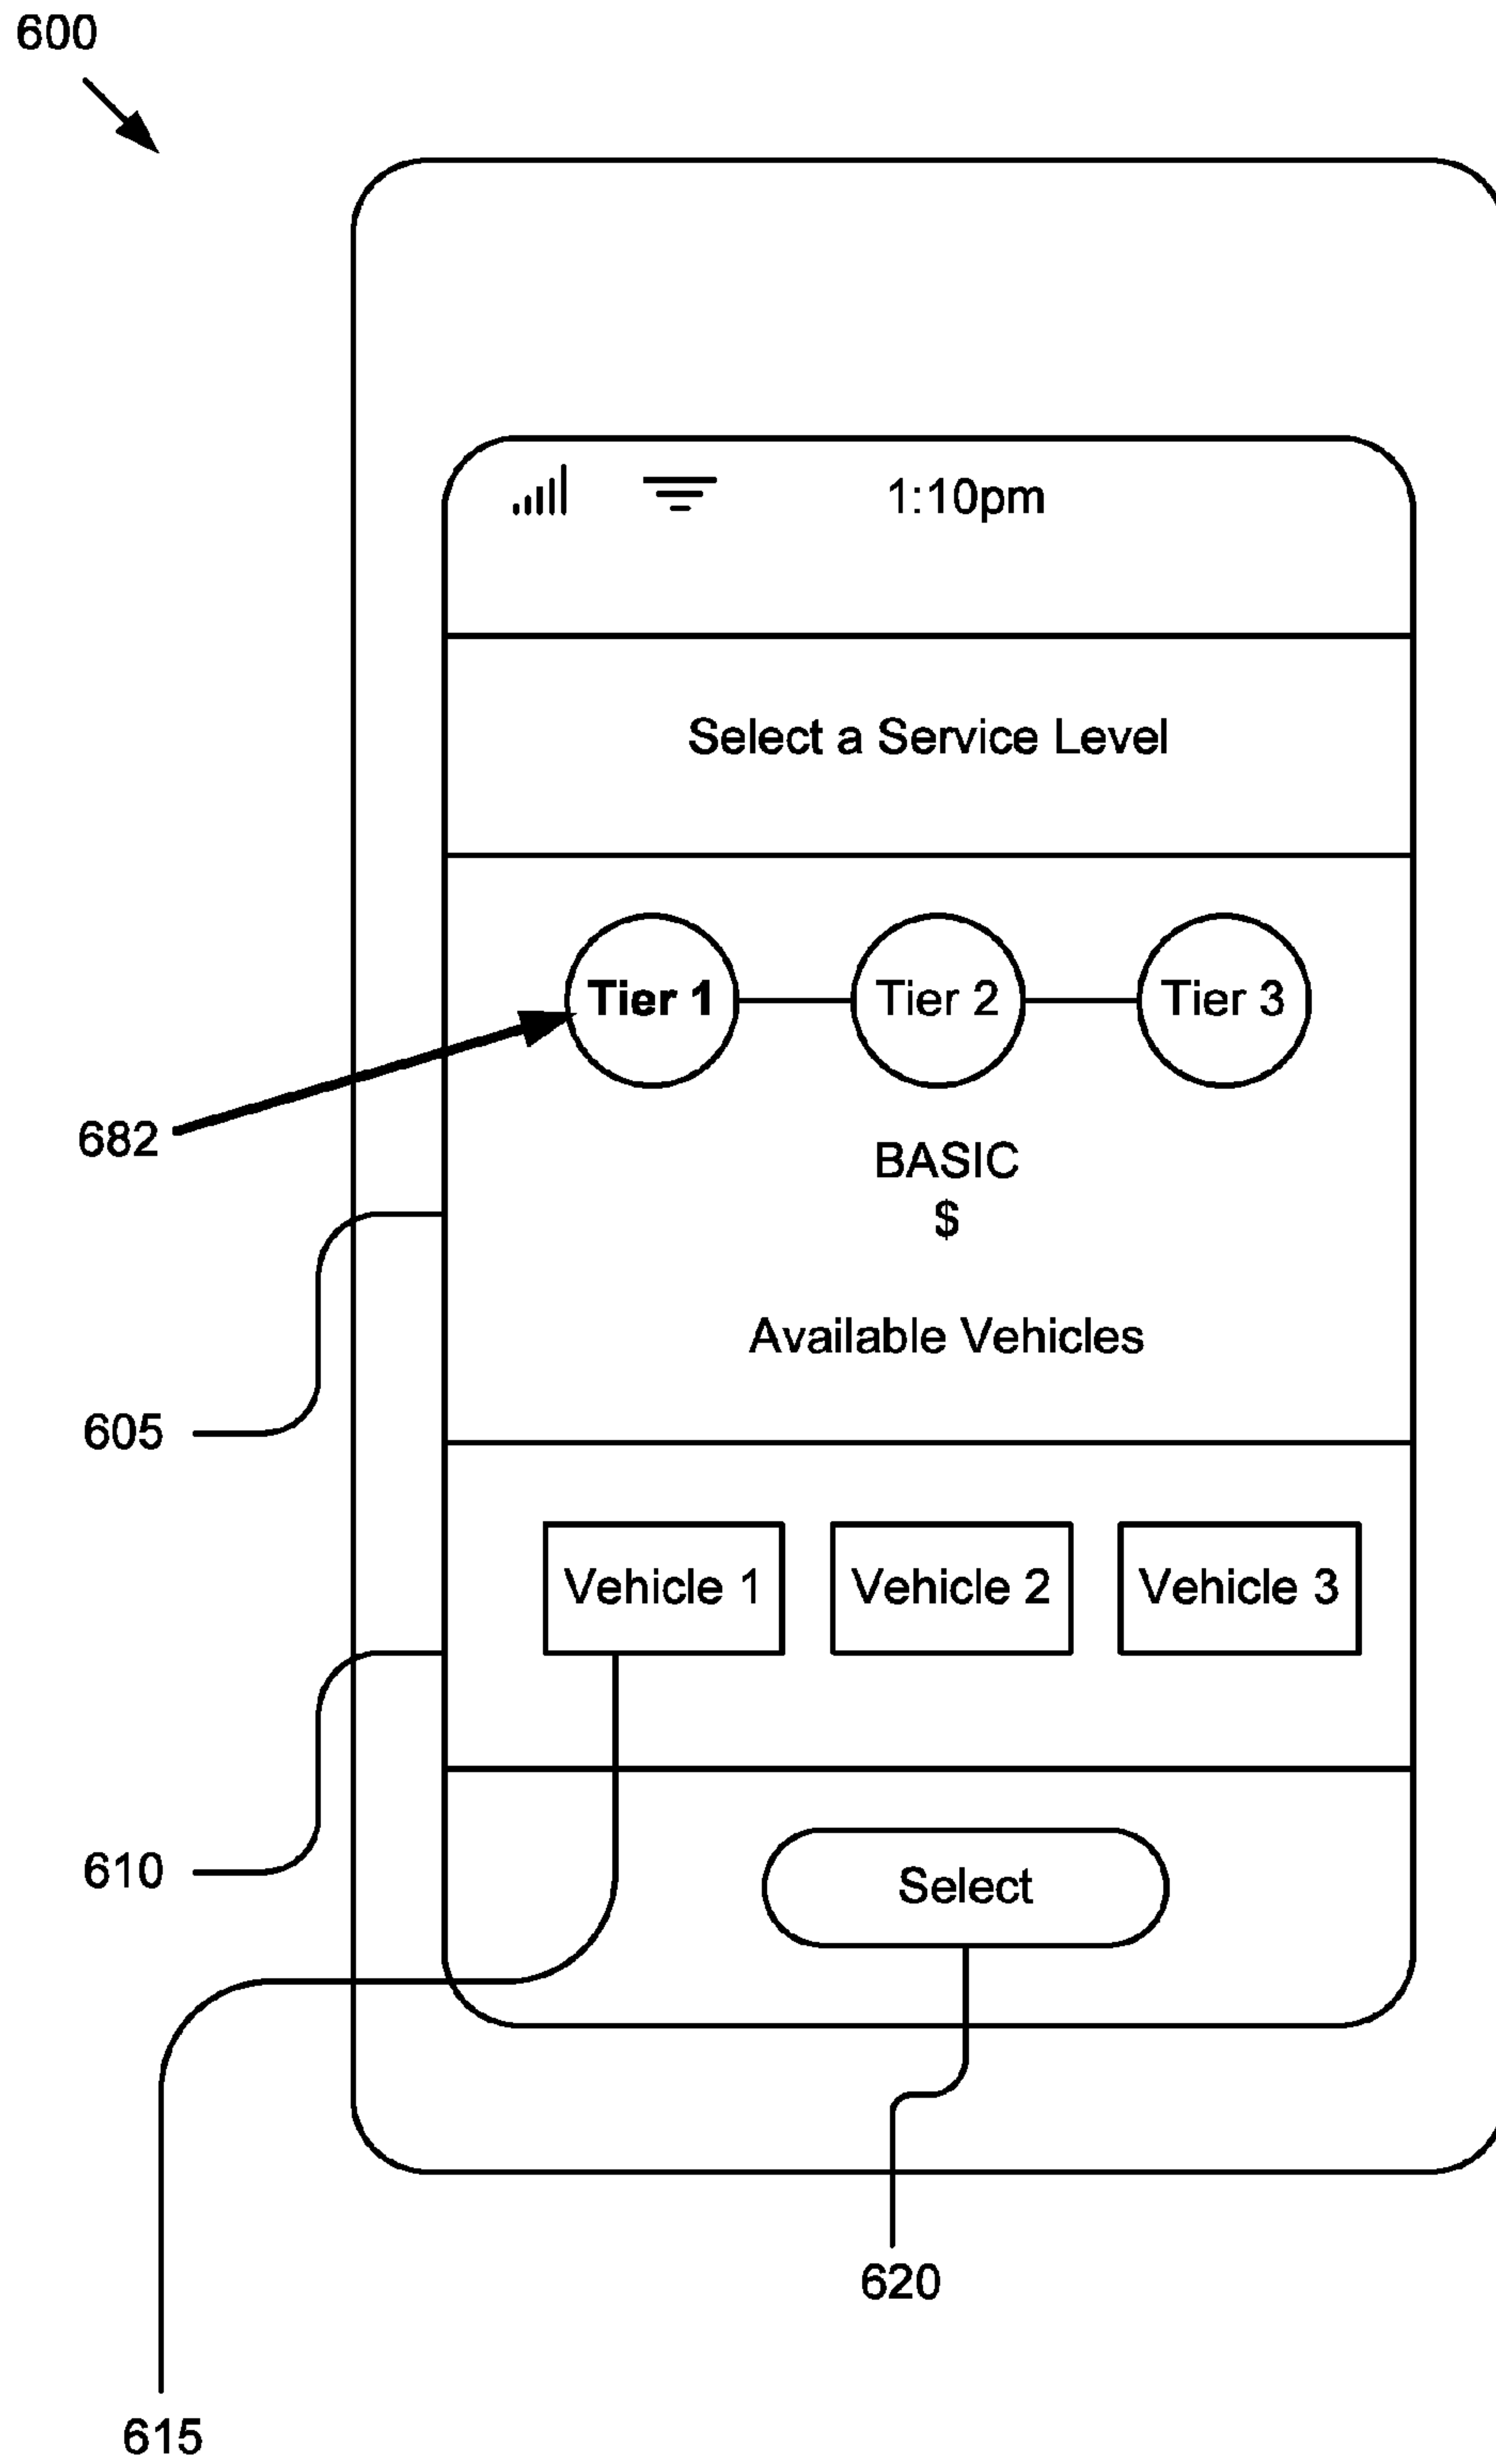 600
1:10pm
Select a Service Level
Tier 1 Tier 2 Tier 3
682
BASIC
$
Available Vehicles
605
Vehicle 1 Vehicle 2 Vehicle 3
610
Select
620
615